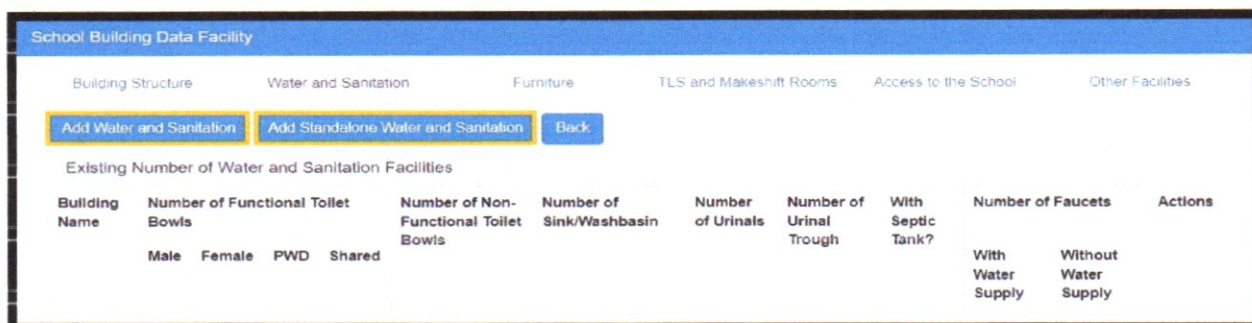 School Building Data Facility
Building Structure Water and Sanitation Furniture TLS and Makeshift Rooms Access to the School Other Facilities
Add Water and Sanitation Add Standalone Water and Sanitation Back
Existing Number of Water and Sanitation Facilities
Building Number of Functional Toilet Number of Non- Number of Number Number of With Number of Faucets Actions
Name Bowls Functional Toilet Sink/Washbasin of Urinals Urinal Septic
Bowls Trough Tank?
Male Female PWD Shared With Without
Water Water
Supply Supply